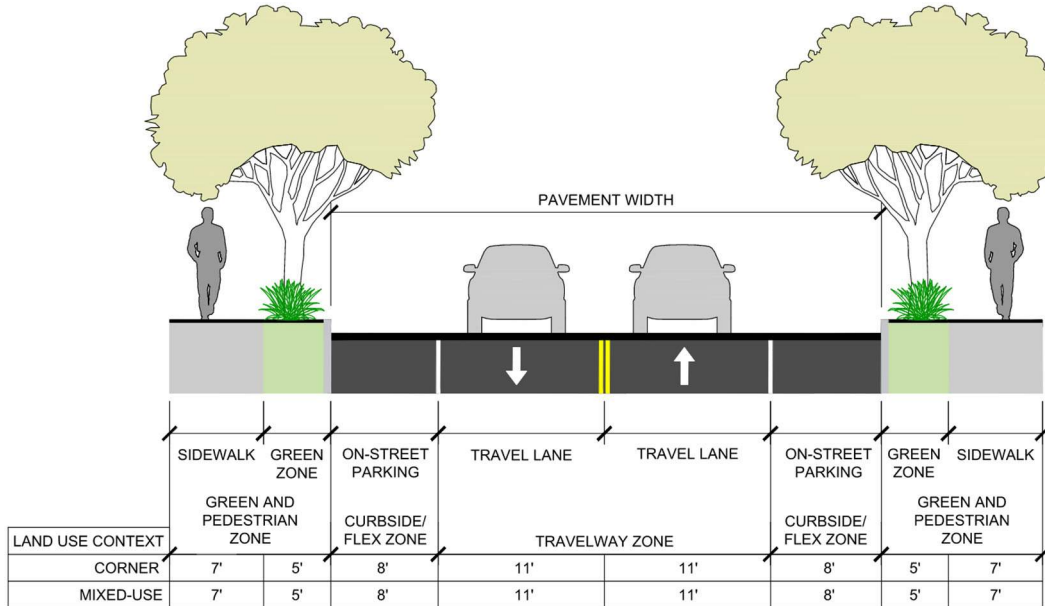 PAVEMENT WIDTH
SIDEWALK
GREEN
ZONE
ON-STREET
PARKING
TRAVEL LANE
TRAVEL LANE
ON-STREET
PARKING
GREEN
ZONE
SIDEWALK
GREEN AND
PEDESTRIAN
ZONE
CURBSIDE/
FLEX ZONE
TRAVELWAY ZONE
CURBSIDE/
FLEX ZONE
GREEN AND
PEDESTRIAN
ZONE
LAND USE CONTEXT
CORNER 7' 5' 8' 11' 11' 8' 5' 7'
MIXED-USE 7' 5' 8' 11' 11' 8' 5' 7'